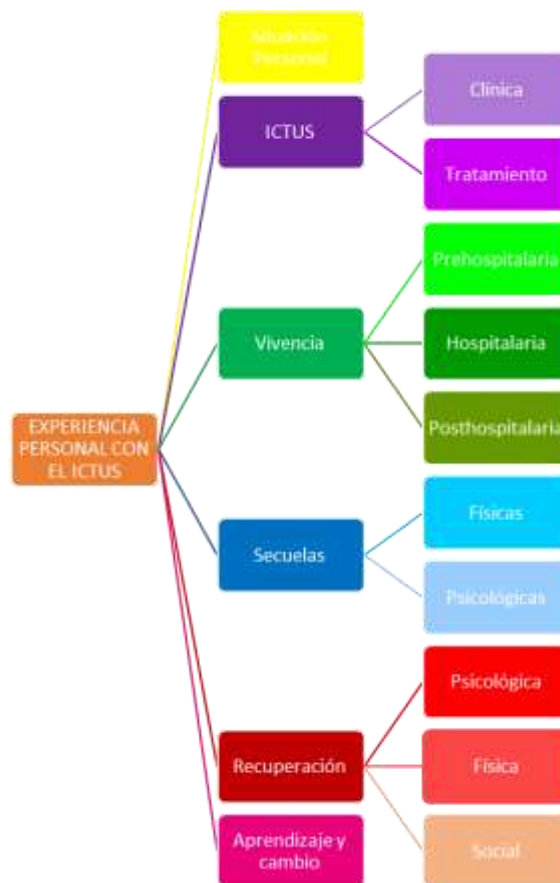 Situación
Personal
ICTUS
Clínica
Tratamiento
Vivencia
Prehospitalaria
Hospitalaria
Posthospitalaria
EXPERIENCIA
PERSONAL CON
EL ICTUS
Secuelas
Físicas
Psicológicas
Recuperación
Psicológica
Física
Social
Aprendizaje y
cambio